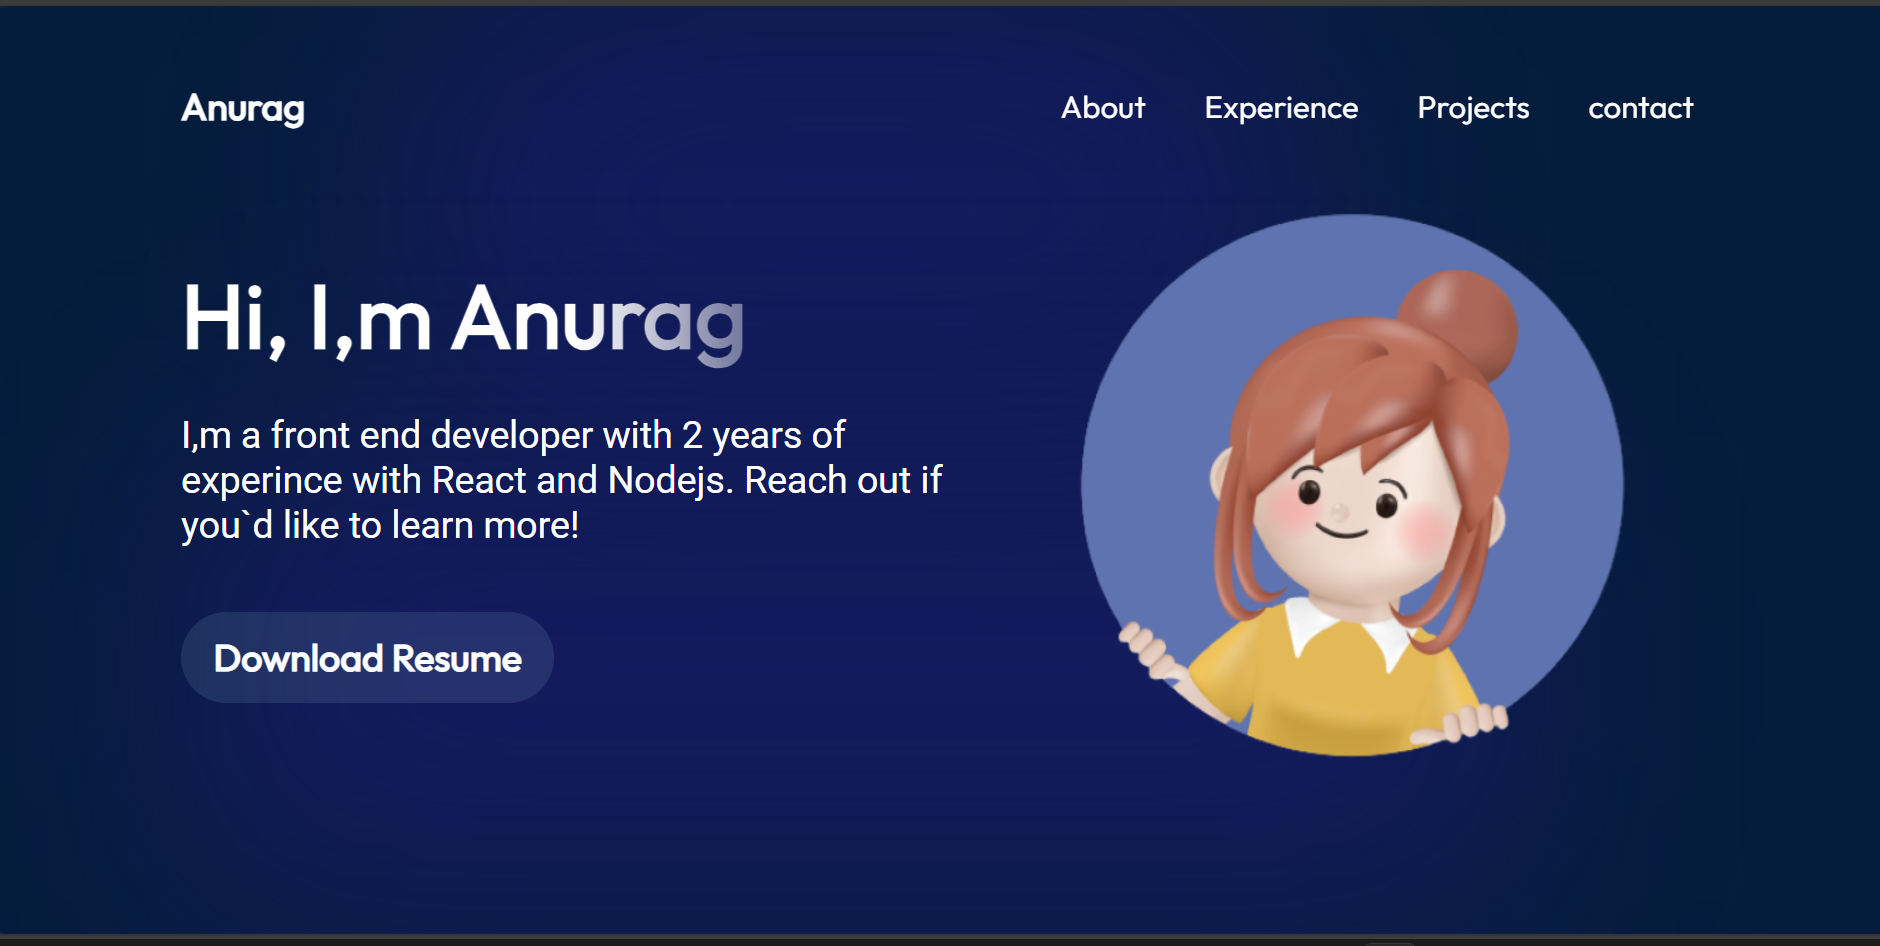 Anurag
About Experience Projects contact
Hi, I,m Anurag
I,m a front end developer with 2 years of
experince with React and Nodejs. Reach out if
you`d like to learn more!
Download Resume